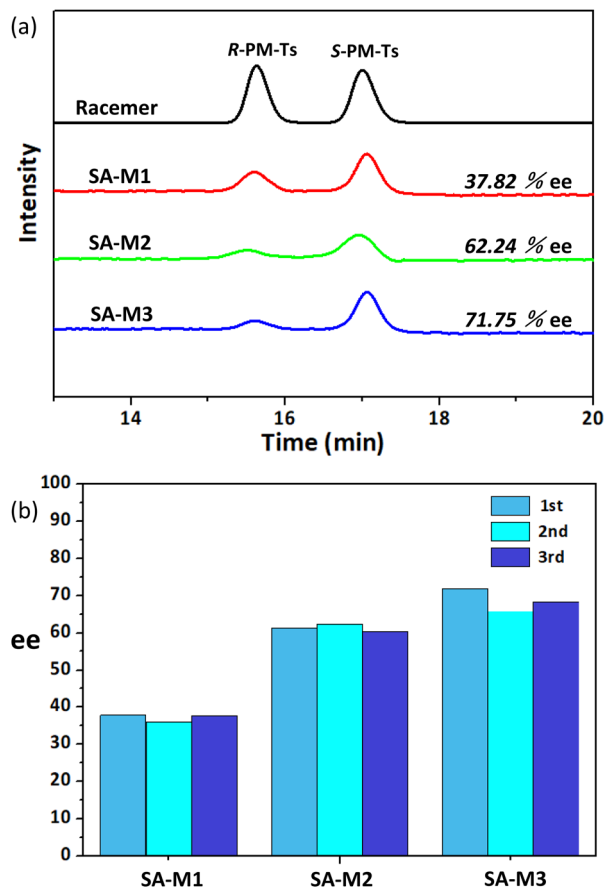 (a)
R-PM-Ts S-PM-Ts
Racemer
SA-M1 37.82 % ee
SA-M2 62.24 % ee
SA-M3 71.75 % ee
Intensity
14 16 18 20
Time (min)
(b)
100
90
80
70
60
50
40
30
20
10
0
ee
1st
2nd
3rd
SA-M1 SA-M2 SA-M3